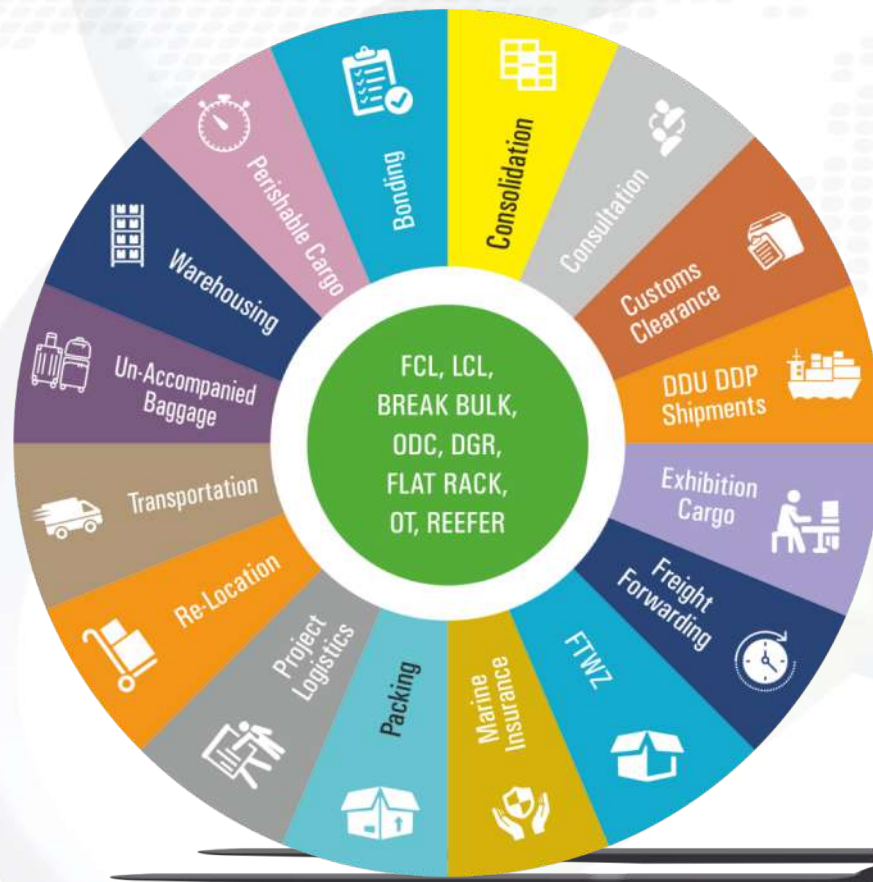 Bonding
Consolidation
Consultation
Customs
Clearance
DDU DDP
Shipments
Exhibition
Cargo
Freight
Forwarding
FTWZ
Marine
Insurance
Packing
Project
Logistics
Re-Location
Transportation
Un-Accompanied
Baggage
Warehousing
Perishable Cargo
FCL, LCL,
BREAK BULK,
ODC, DGR,
FLAT RACK,
OT, REEFER